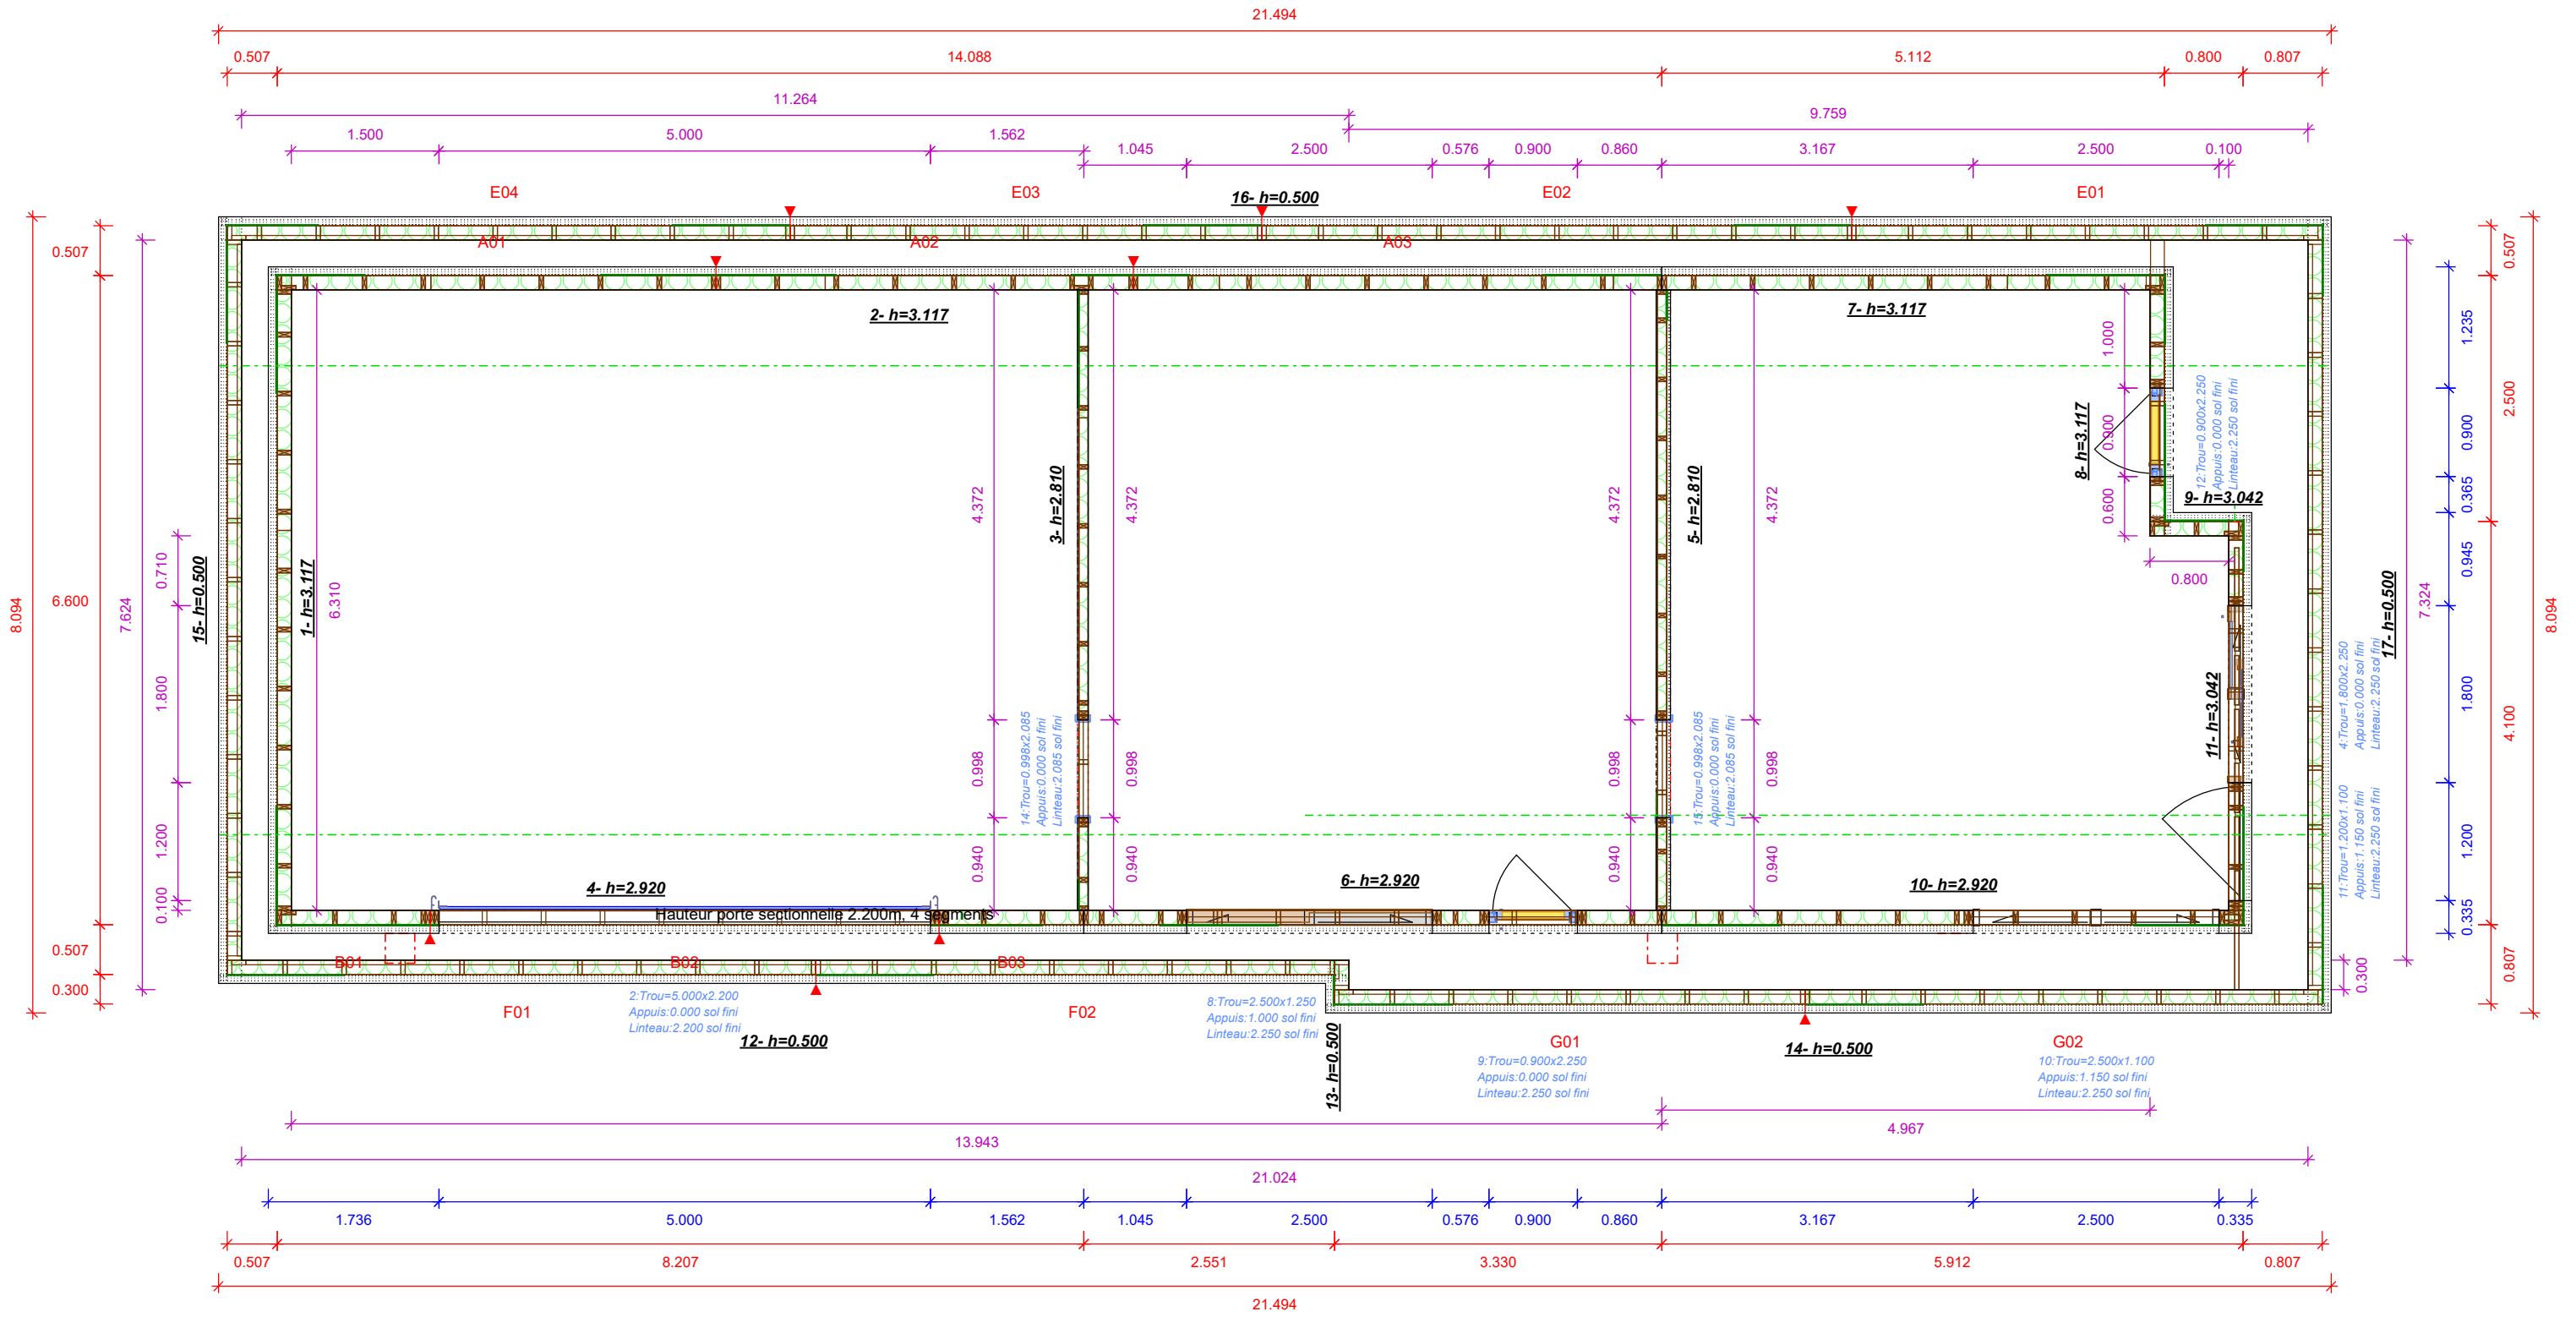 21.494
0.507 14.088 5.112 0.800 0.807
11.264 9.759
1.500 5.000 1.562
1.045 2.500 0.576 0.900 0.860 3.167 2.500 0.100
E04 E03 16- h=0.500 E02 E01
A01 A02 A03
2- h=3.117 7- h=3.117
8.094
0.507
6.600
0.507
0.300
7.624
0.710
1.800
1.200
0.100
15- h=0.500
1- h=3.117
6.310
4.372
0.998
0.940
3- h=2.810
14:Trou=0.998x2.085
Appuis:0.000 sol fini
Linteau:2.085 sol fini
4.372
0.998
0.940
4.372
0.998
0.940
5- h=2.810
15:Trou=0.998x2.085
Appuis:0.000 sol fini
Linteau:2.085 sol fini
4.372
0.998
0.940
1.000
0.900
0.600
8- h=3.117
12:Trou=0.900x2.250
Appuis:0.000 sol fini
Linteau:2.250 sol fini
9- h=3.042
0.800
11- h=3.042
4:Trou=1.800x2.250
Appuis:0.000 sol fini
Linteau:2.250 sol fini
11:Trou=1.200x1.100
Appuis:1.150 sol fini
Linteau:2.250 sol fini
17- h=0.500
7.324
0.300
1.235
0.900
0.365
0.945
1.800
1.200
0.335
0.507
2.500
4.100
0.807
8.094
4- h=2.920 6- h=2.920 10- h=2.920
Hauteur porte sectionnelle 2.200m, 4 segments
B01 B02 B03
F01 F02
2:Trou=5.000x2.200
Appuis:0.000 sol fini
Linteau:2.200 sol fini
12- h=0.500
8:Trou=2.500x1.250
Appuis:1.000 sol fini
Linteau:2.250 sol fini
13- h=0.500
G01 14- h=0.500 G02
9:Trou=0.900x2.250
Appuis:0.000 sol fini
Linteau:2.250 sol fini
10:Trou=2.500x1.100
Appuis:1.150 sol fini
Linteau:2.250 sol fini
13.943 4.967
21.024
1.736 5.000 1.562 1.045 2.500 0.576 0.900 0.860 3.167 2.500 0.335
0.507 8.207 2.551 3.330 5.912 0.807
21.494